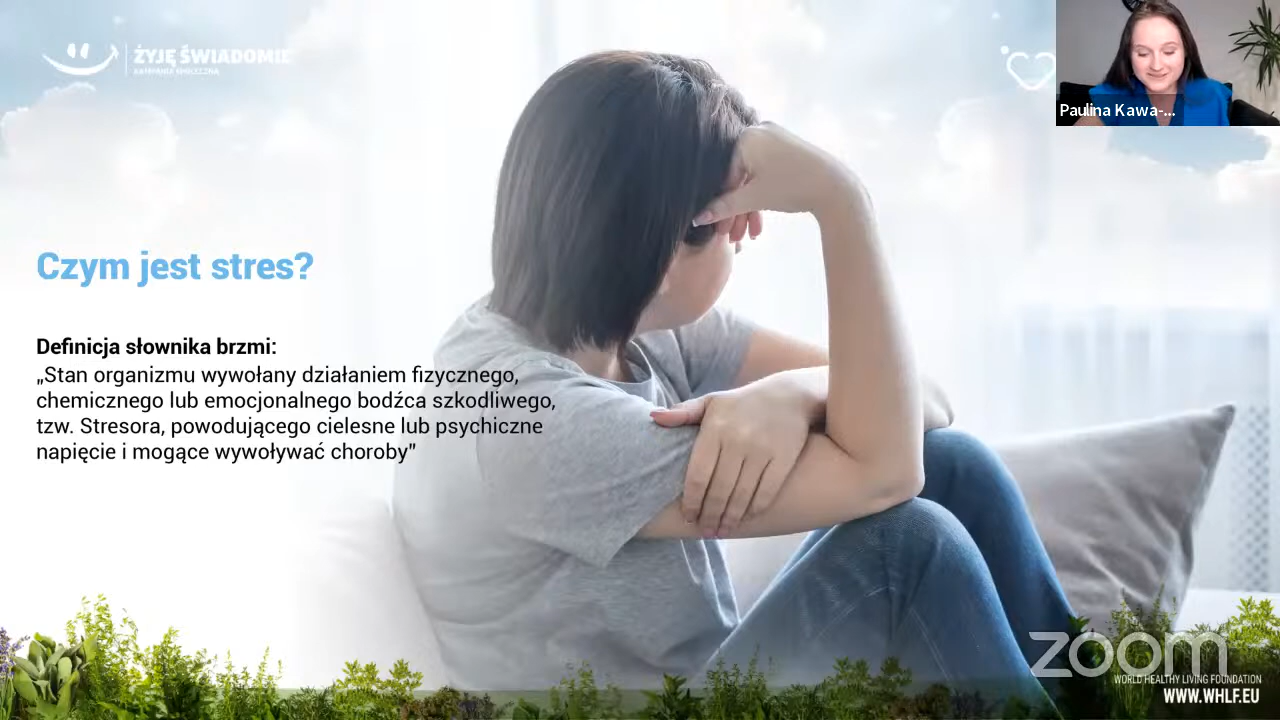 ŻYJĘ ŚWIADOMIE
KAMPANIA SPOŁECZNA
Paulina Kawa-...
Czym jest stres?
Definicja słownika brzmi:
„Stan organizmu wywołany działaniem fizycznego,
chemicznego lub emocjonalnego bodźca szkodliwego,
tzw. Stresora, powodującego cielesne lub psychiczne
napięcie i mogące wywoływać choroby”
zoom
WORLD HEALTHY LIVING FOUNDATION
WWW.WHLF.EU